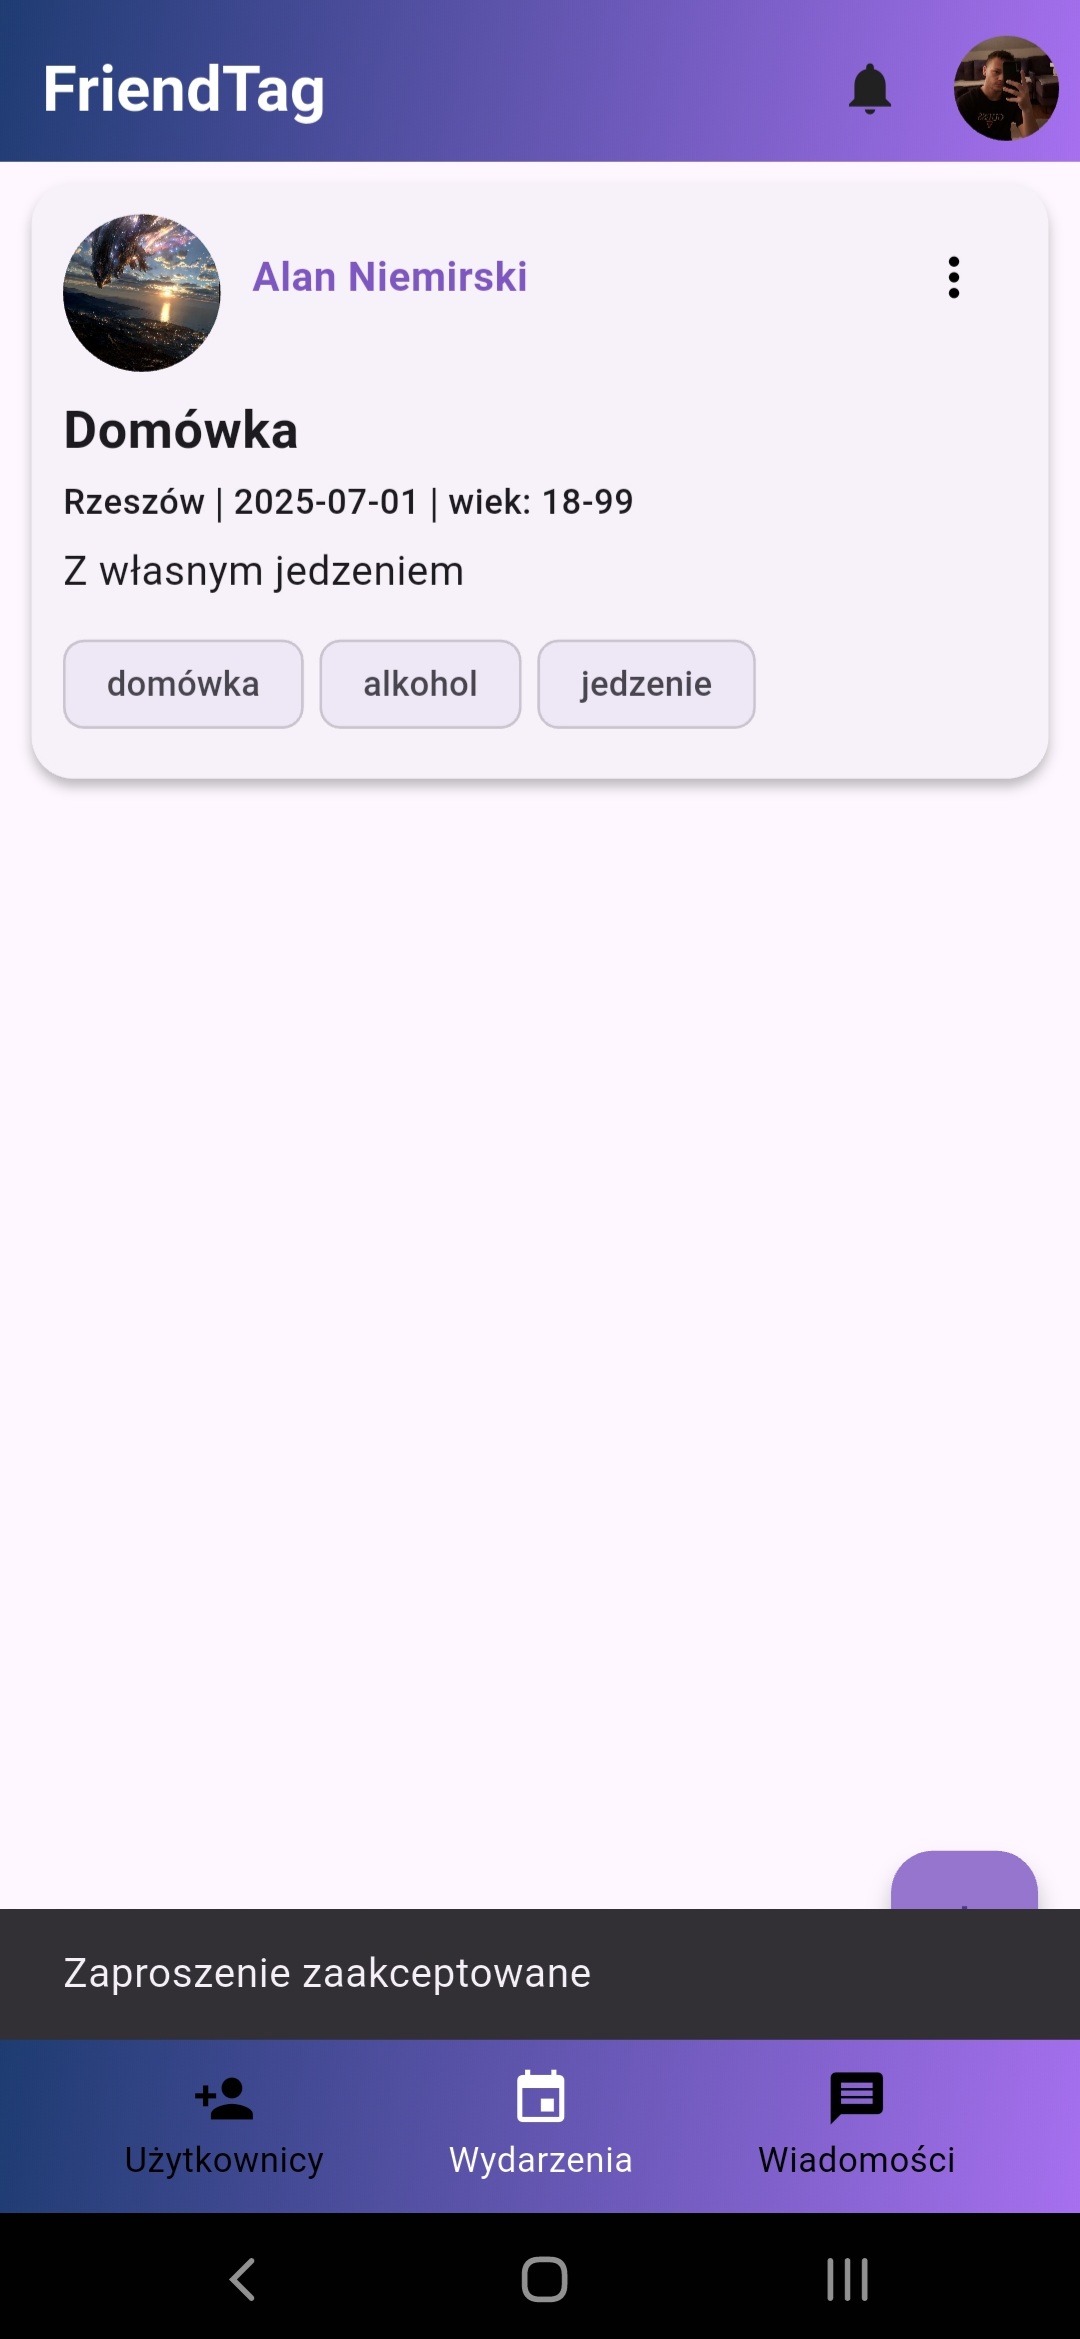 FriendTag
Alan Niemirski
Domówka
Rzeszów | 2025-07-01 | wiek: 18-99
Z własnym jedzeniem
domówka alkohol jedzenie
Zaproszenie zaakceptowane
Użytkownicy Wydarzenia Wiadomości